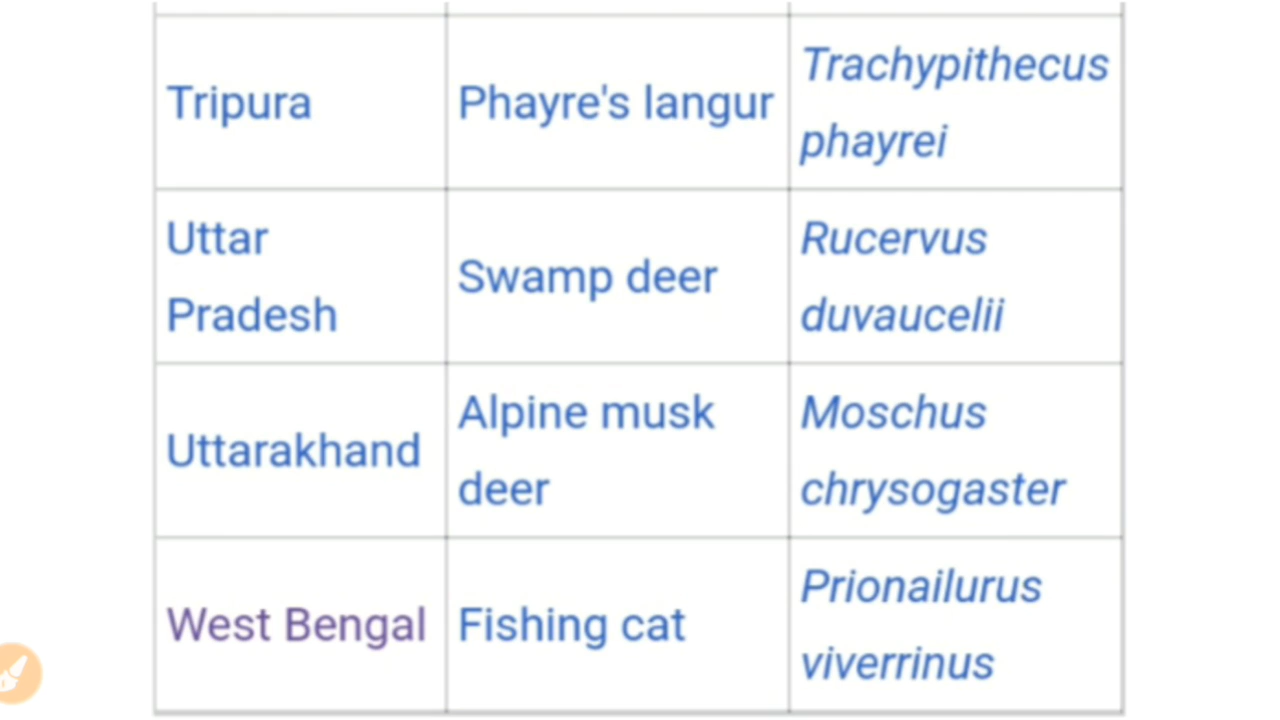 Tripura
Phayre's langur
Trachypithecus
phayrei
Uttar
Pradesh
Swamp deer
Rucervus
duvaucelii
Uttarakhand
Alpine musk
deer
Moschus
chrysogaster
West Bengal
Fishing cat
Prionailurus
viverrinus